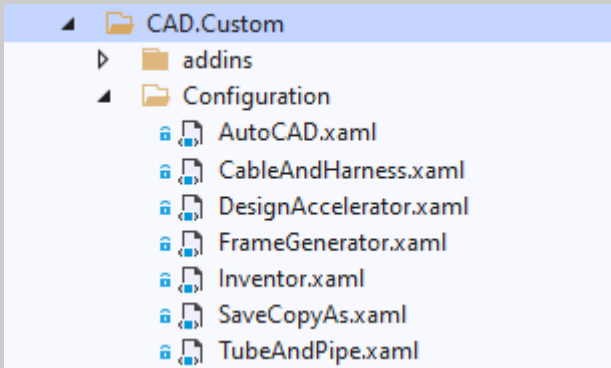 CAD.Custom
addins
Configuration
AutoCAD.xaml
CableAndHarness.xaml
DesignAccelerator.xaml
FrameGenerator.xaml
Inventor.xaml
SaveCopyAs.xaml
TubeAndPipe.xaml